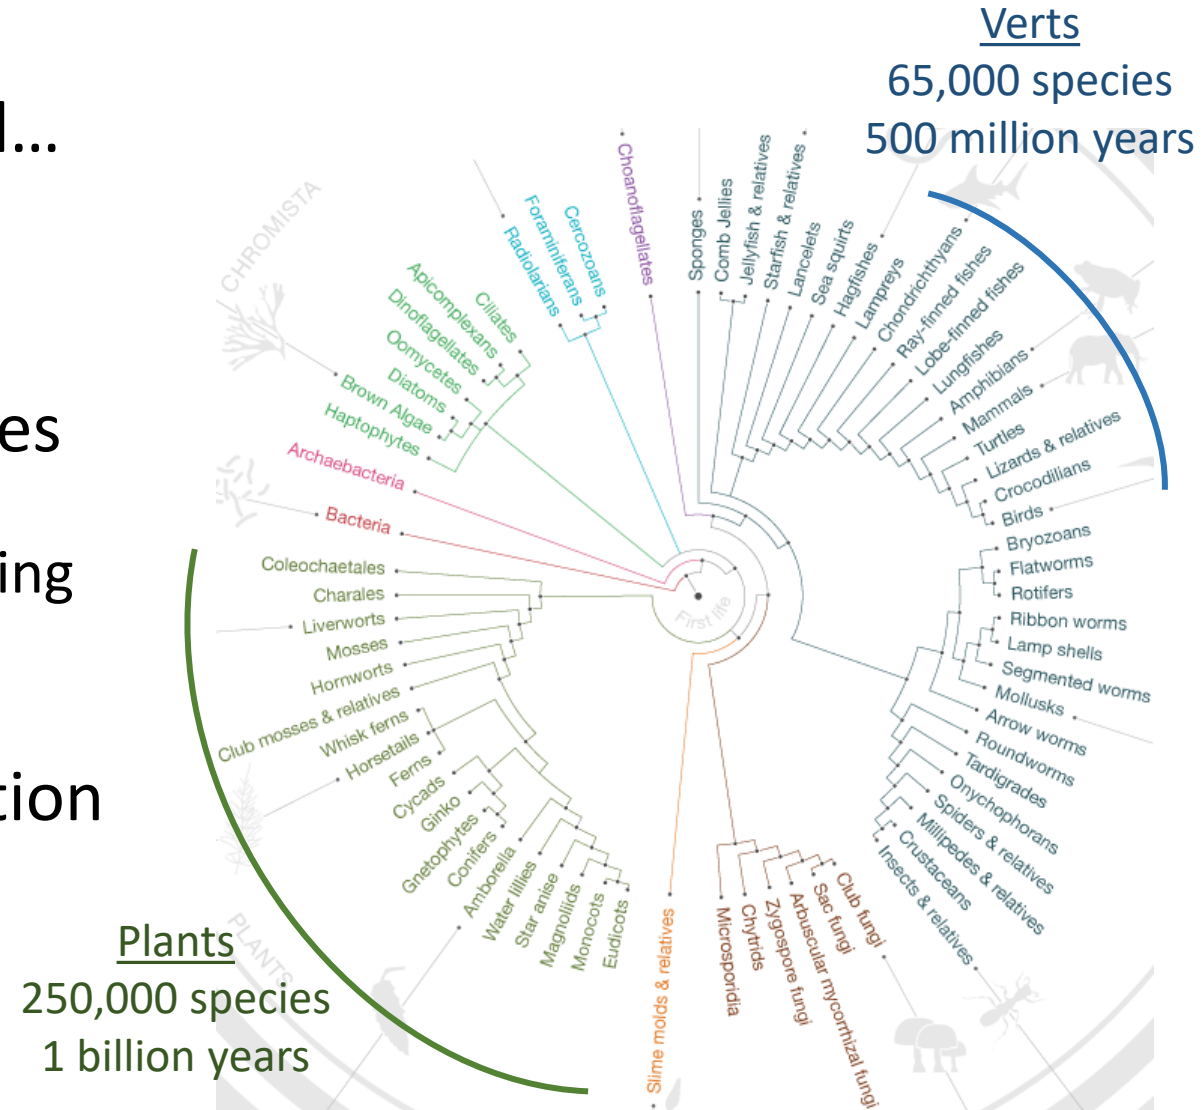 Verts
65,000 species
500 million years
l...
es
ing
tion
CHROMISTA
Radiolarians
Foraminiferans
Cercozoans
Choanoflagellates
Sponges
Comb Jellies
Jellyfish & relatives
Starfish & relatives
Lancelets
Sea squirts
Hagfishes
Lampreys
Chondrichthyans
Ray-finned fishes
Lobe-finned fishes
Lungfishes
Amphibians
Mammals
Turtles
Lizards & relatives
Crocodilians
Birds
Bryozoans
Flatworms
Rotifers
Ribbon worms
Lamp shells
Segmented worms
Mollusks
Arrow worms
Roundworms
Tardigrades
Onychophorans
Spiders & relatives
Millipedes & relatives
Crustaceans
Insects & relatives
Club fungi
Sac fungi
Arbuscular mycorrhizal fungi
Zygospore fungi
Chytrids
Microsporidia
Slime molds & relatives
Eudicots
Monocots
Magnoliids
Star anise
Water lillies
Amborella
Conifers
Gnetophytes
Ginko
Cycads
Ferns
Horsetails
Whisk ferns
Club mosses & relatives
Hornworts
Mosses
Liverworts
Charales
Coleochaetales
Bacteria
Archaebacteria
Haptophytes
Brown Algae
Diatoms
Oomycetes
Dinoflagellates
Apicomplexans
Ciliates
First life
PLANTS
Plants
250,000 species
1 billion years